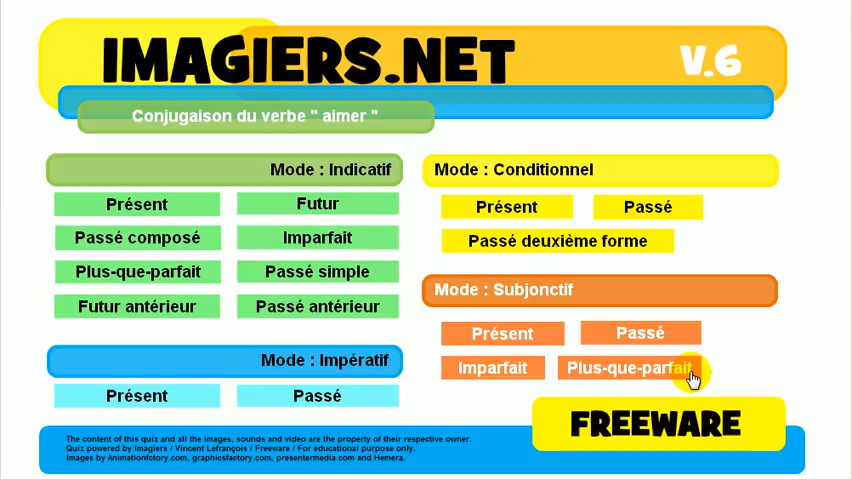 IMAGIERS.NET
V.6
Conjugaison du verbe " aimer "
Mode : Indicatif
Présent
Futur
Passé composé
Imparfait
Plus-que-parfait
Passé simple
Futur antérieur
Passé antérieur
Mode : Impératif
Présent
Passé
Mode : Conditionnel
Présent
Passé
Passé deuxième forme
Mode : Subjonctif
Présent
Passé
Imparfait
Plus-que-parfait
FREEWARE
The content of this quiz and all the images, sounds and video are the property of their respective owner.
Quiz powered by Imagiers / Vincent Lefrançois / Freeware / For educational purpose only.
Images by Animationfctory.com, graphicsfactory.com, presentermedia.com and Hemera.